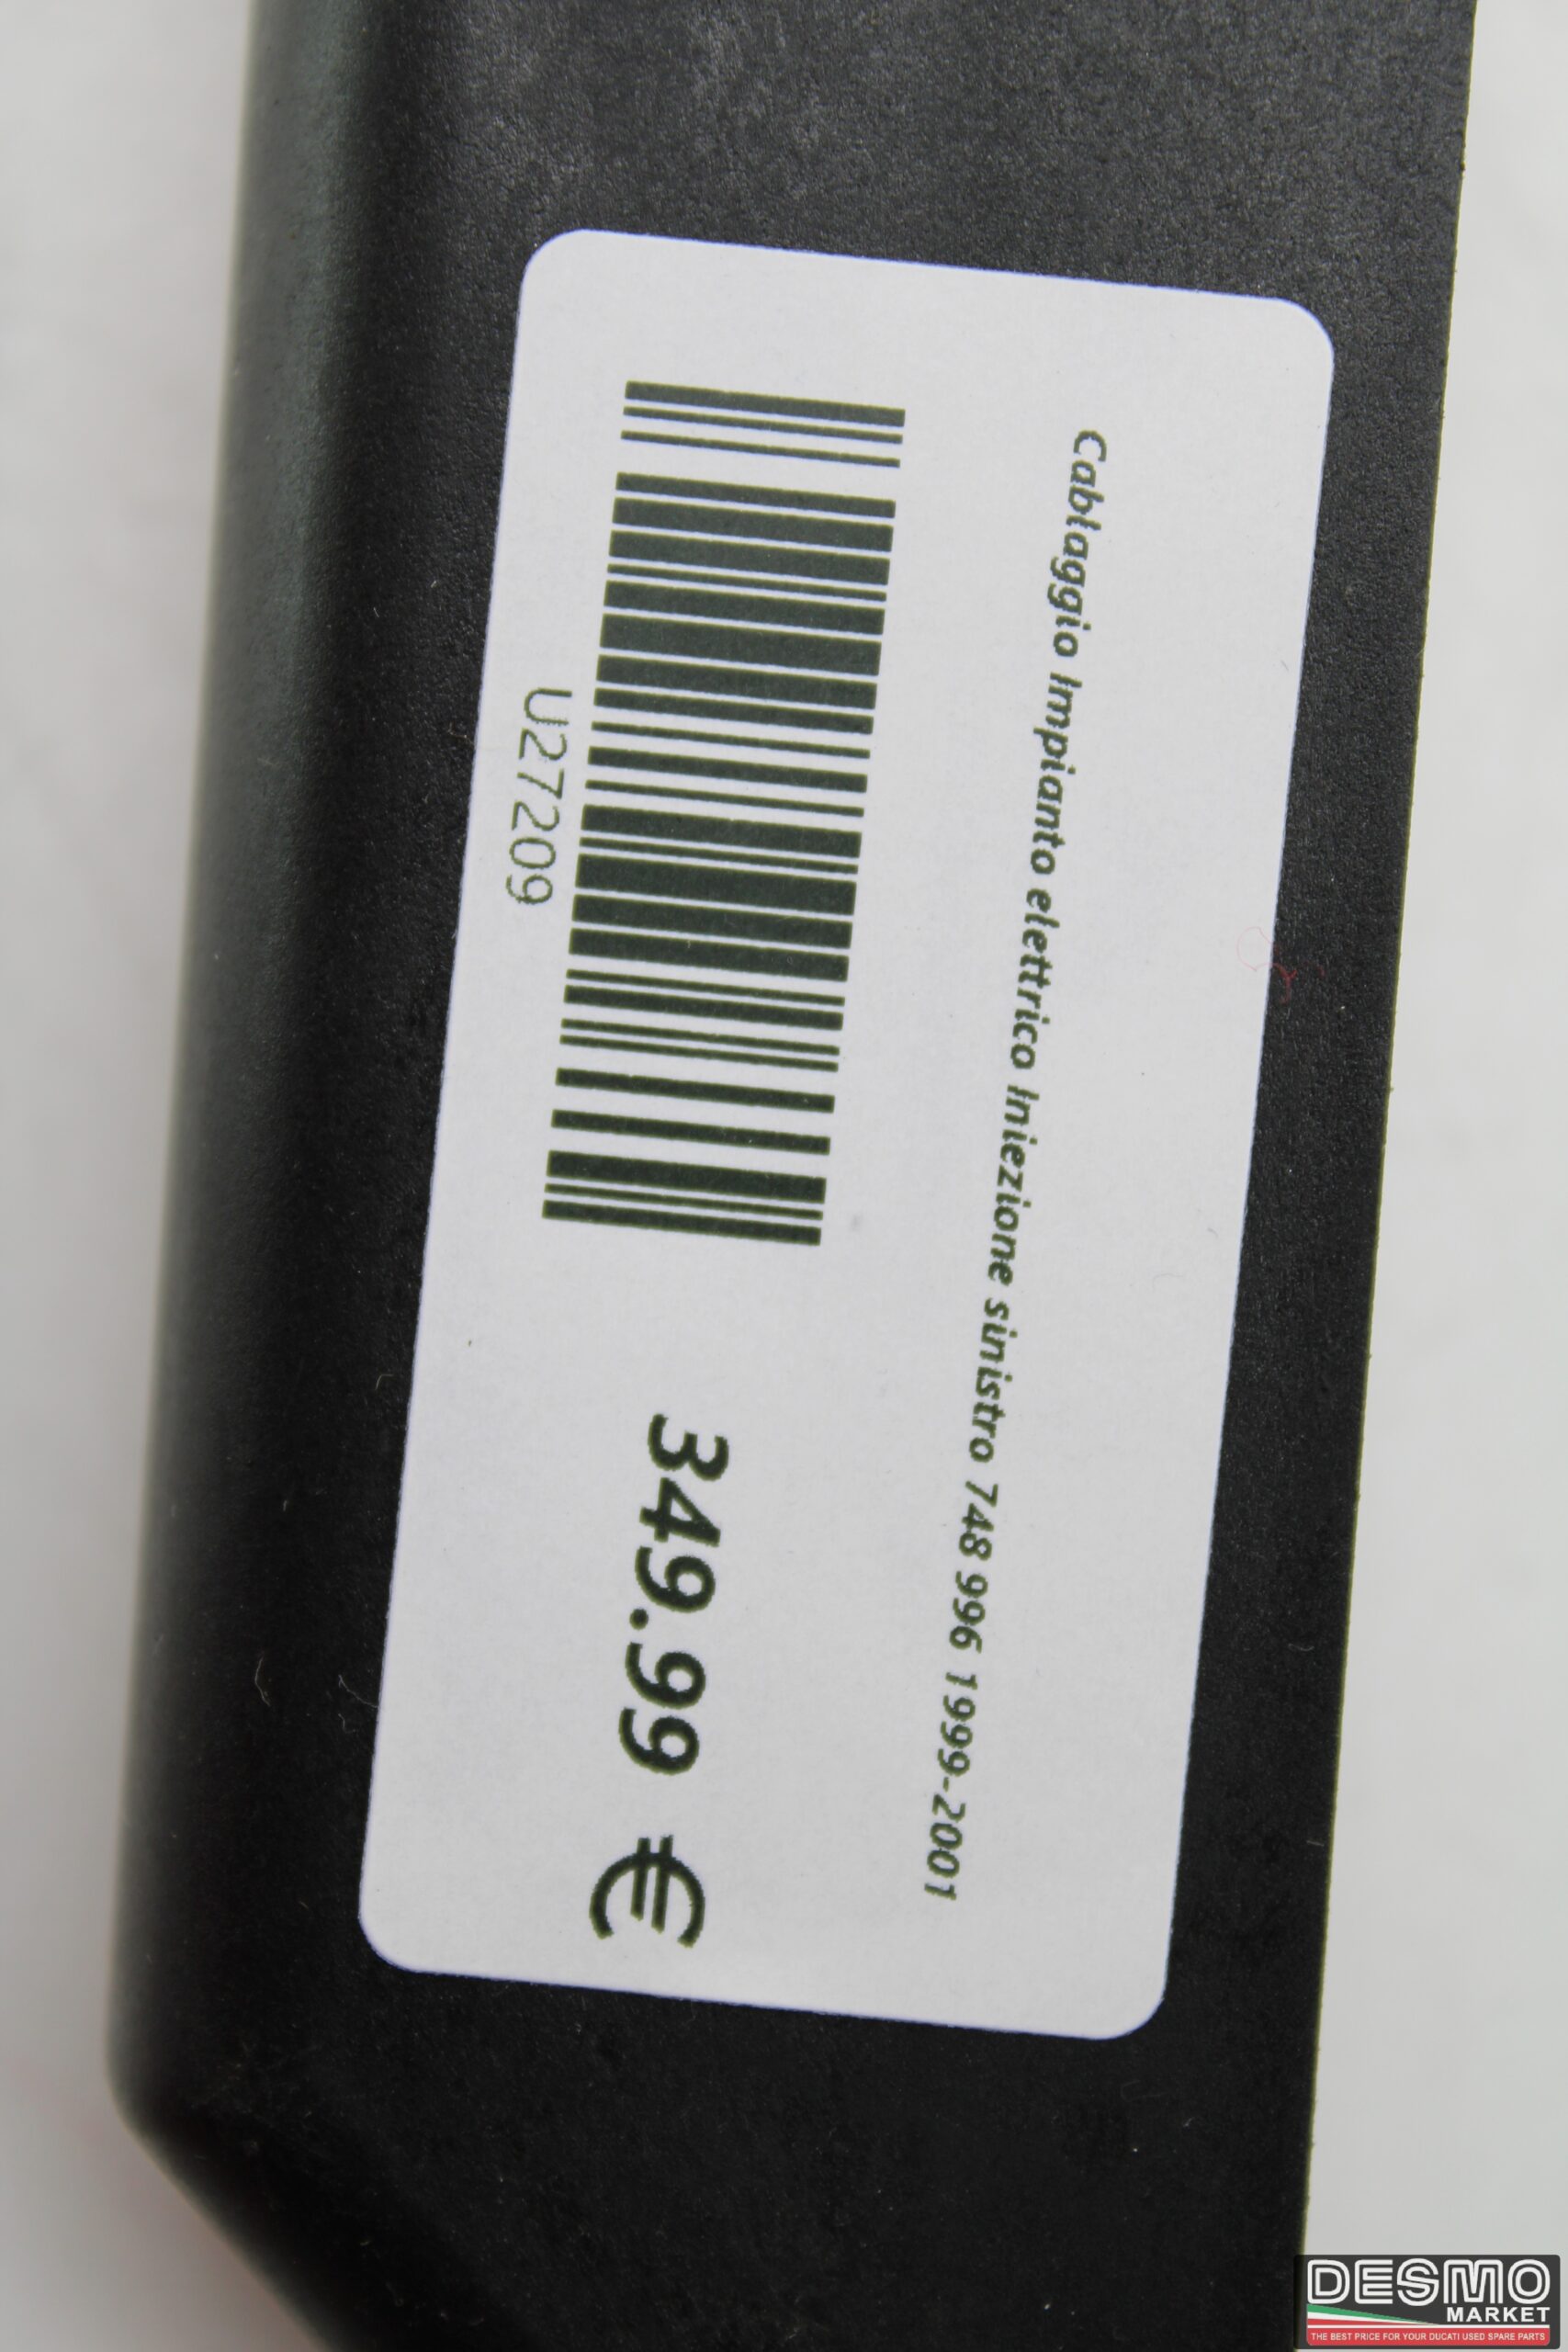 Cablaggio Impianto elettrico Iniezione sinistro 748 996 1999-2001
U27209
349.99 €
DESMO
MARKET
THE BEST PRICE FOR YOUR DUCATI USED SPARE PARTS